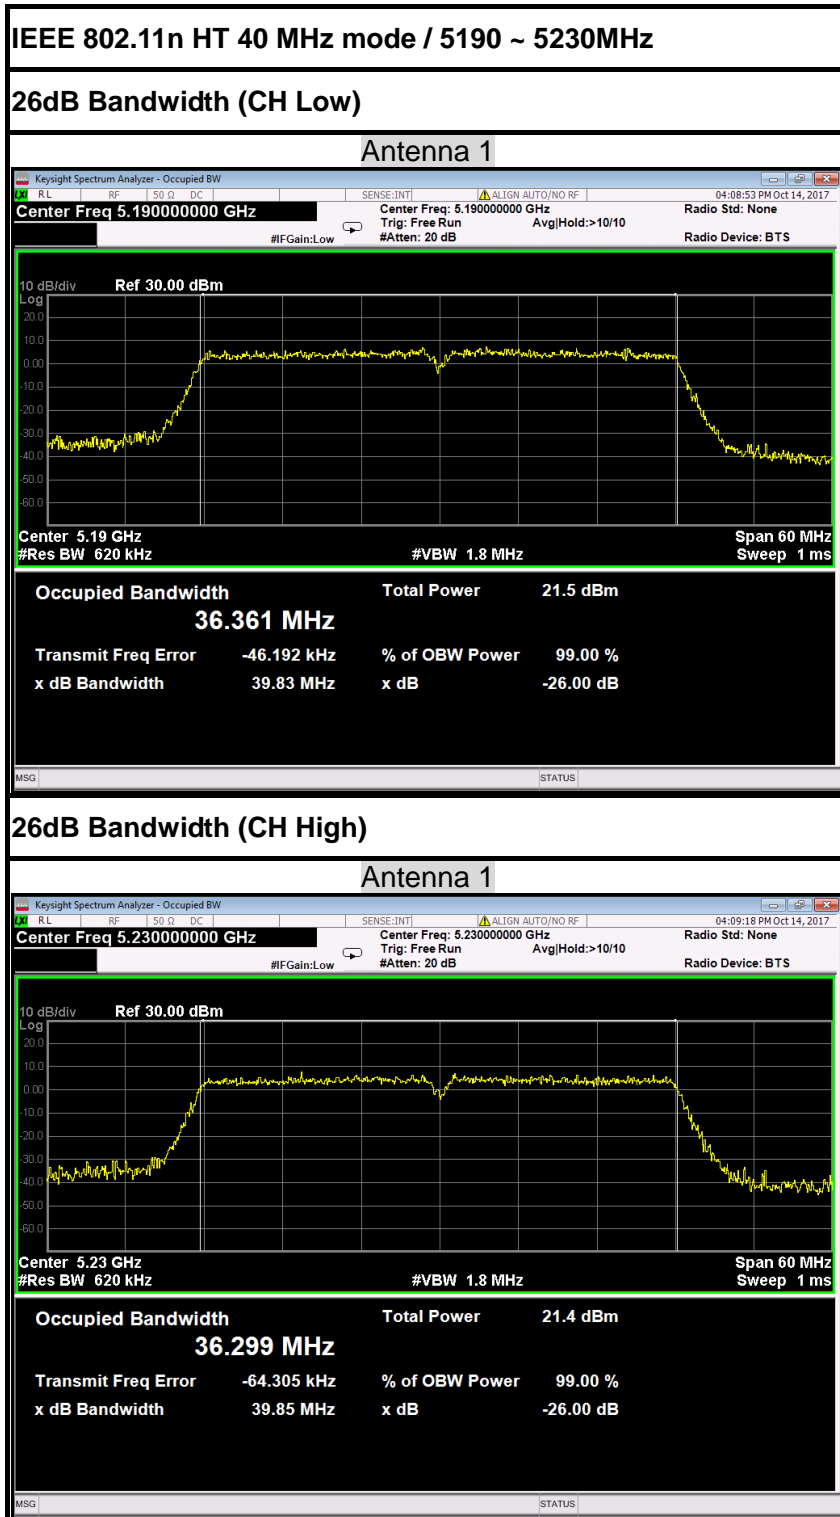 IEEE 802.11n HT 40 MHz mode / 5190 ~ 5230MHz
26dB Bandwidth (CH Low)
Antenna 1
Keysight Spectrum Analyzer - Occupied BW
LXI RL RF 50 Ω DC SENSE:INT ALIGN AUTO/NO RF 04:08:53 PM Oct 14, 2017
Center Freq 5.190000000 GHz Center Freq: 5.190000000 GHz Radio Std: None
Trig: Free Run Avg|Hold:>10/10
#IFGain:Low #Atten: 20 dB Radio Device: BTS
10 dB/div Ref 30.00 dBm
Log
20.0
10.0
0.00
-10.0
-20.0
-30.0
-40.0
-50.0
-60.0
Center 5.19 GHz Span 60 MHz
#Res BW 620 kHz #VBW 1.8 MHz Sweep 1 ms
Occupied Bandwidth Total Power 21.5 dBm
36.361 MHz
Transmit Freq Error -46.192 kHz % of OBW Power 99.00 %
x dB Bandwidth 39.83 MHz x dB -26.00 dB
MSG STATUS
26dB Bandwidth (CH High)
Antenna 1
Keysight Spectrum Analyzer - Occupied BW
LXI RL RF 50 Ω DC SENSE:INT ALIGN AUTO/NO RF 04:09:18 PM Oct 14, 2017
Center Freq 5.230000000 GHz Center Freq: 5.230000000 GHz Radio Std: None
Trig: Free Run Avg|Hold:>10/10
#IFGain:Low #Atten: 20 dB Radio Device: BTS
10 dB/div Ref 30.00 dBm
Log
20.0
10.0
0.00
-10.0
-20.0
-30.0
-40.0
-50.0
-60.0
Center 5.23 GHz Span 60 MHz
#Res BW 620 kHz #VBW 1.8 MHz Sweep 1 ms
Occupied Bandwidth Total Power 21.4 dBm
36.299 MHz
Transmit Freq Error -64.305 kHz % of OBW Power 99.00 %
x dB Bandwidth 39.85 MHz x dB -26.00 dB
MSG STATUS